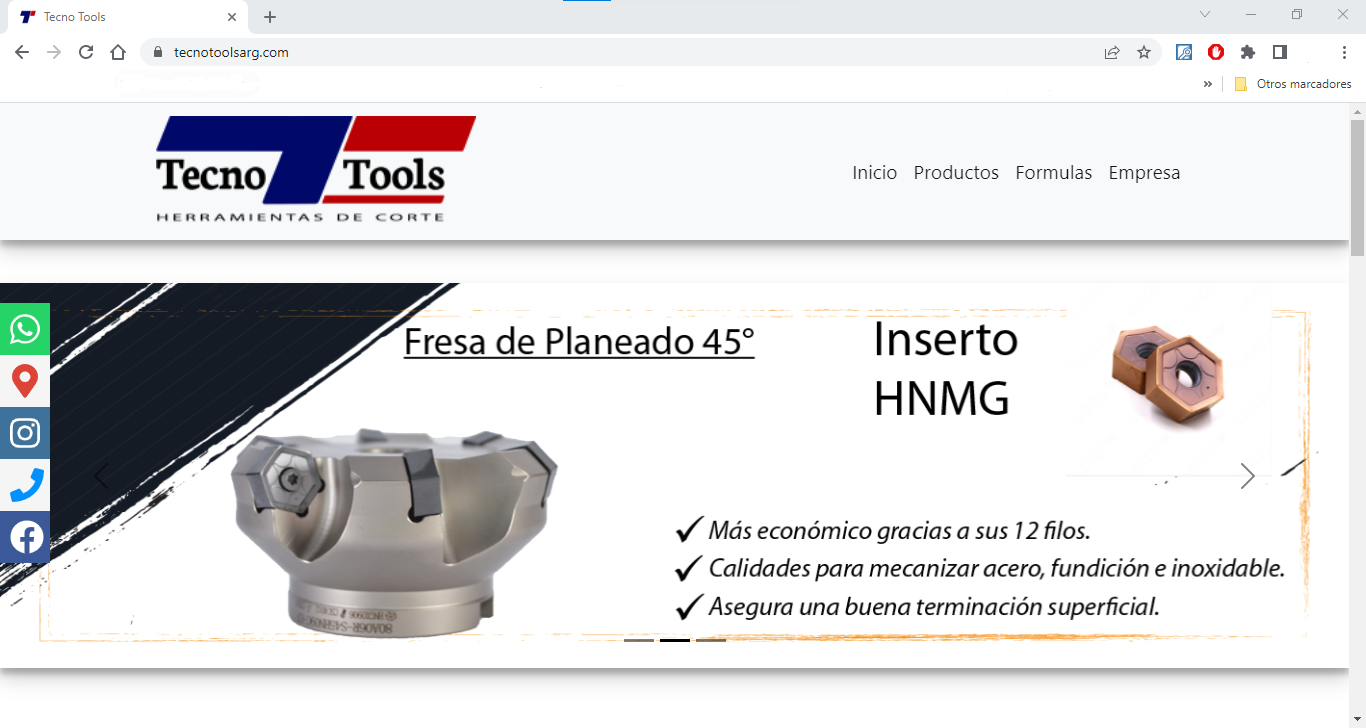 Tecno Tools
tecnotoolsarg.com
»
Otros marcadores
Tecno Tools
HERRAMIENTAS DE CORTE
Inicio Productos Formulas Empresa
Fresa de Planeado 45°
Inserto
HNMG
Más económico gracias a sus 12 filos.
Calidades para mecanizar acero, fundición e inoxidable.
Asegura una buena terminación superficial.